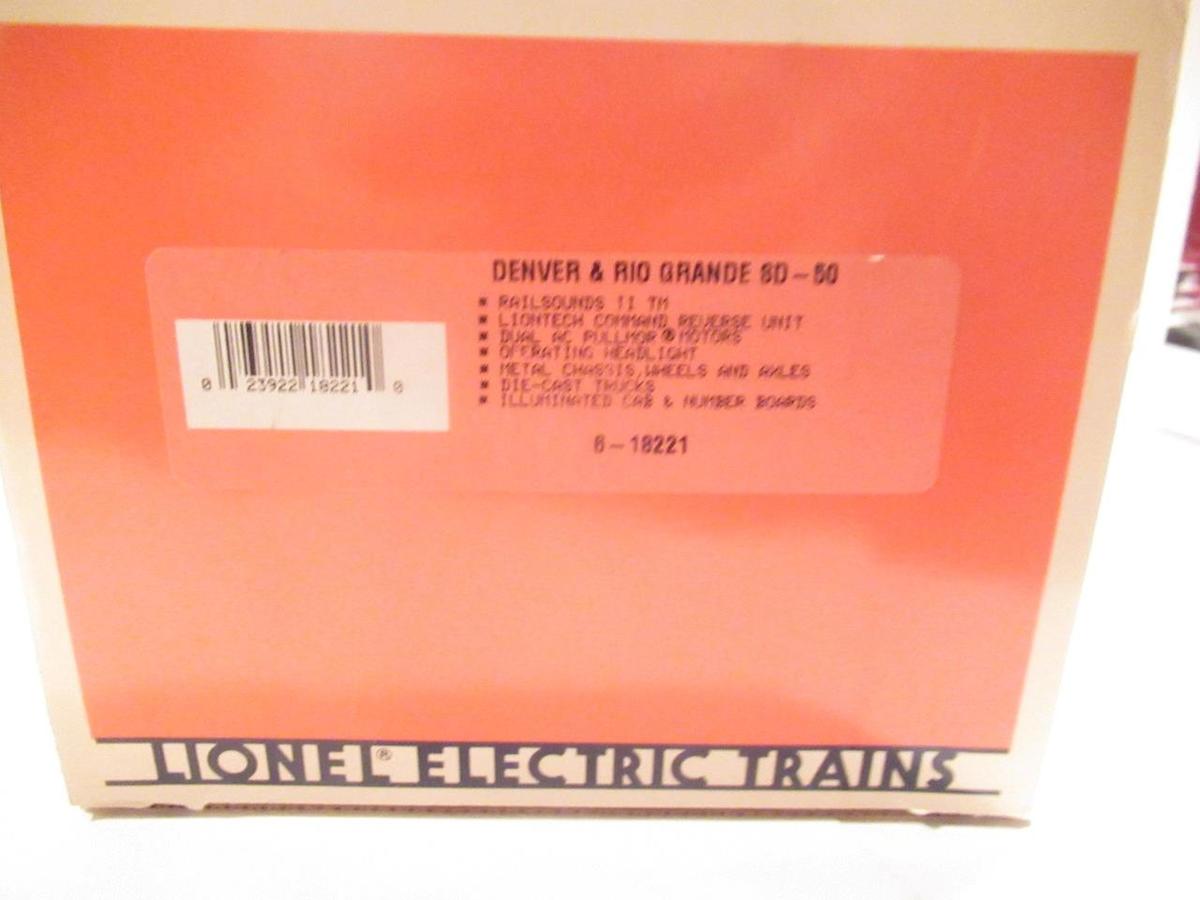 DENVER & RIO GRANDE SD-50
■ RAILSOUNDS II TM
■ LIONTECH COMMAND REVERSE UNIT
■ DUAL AC PULLMOR® MOTORS
■ OPERATING HEADLIGHT
■ METAL CHASSIS, WHEELS AND AXLES
■ DIE-CAST TRUCKS
■ ILLUMINATED CAB & NUMBER BOARDS
0 23922 18221 0
6-18221
LIONEL® ELECTRIC TRAINS